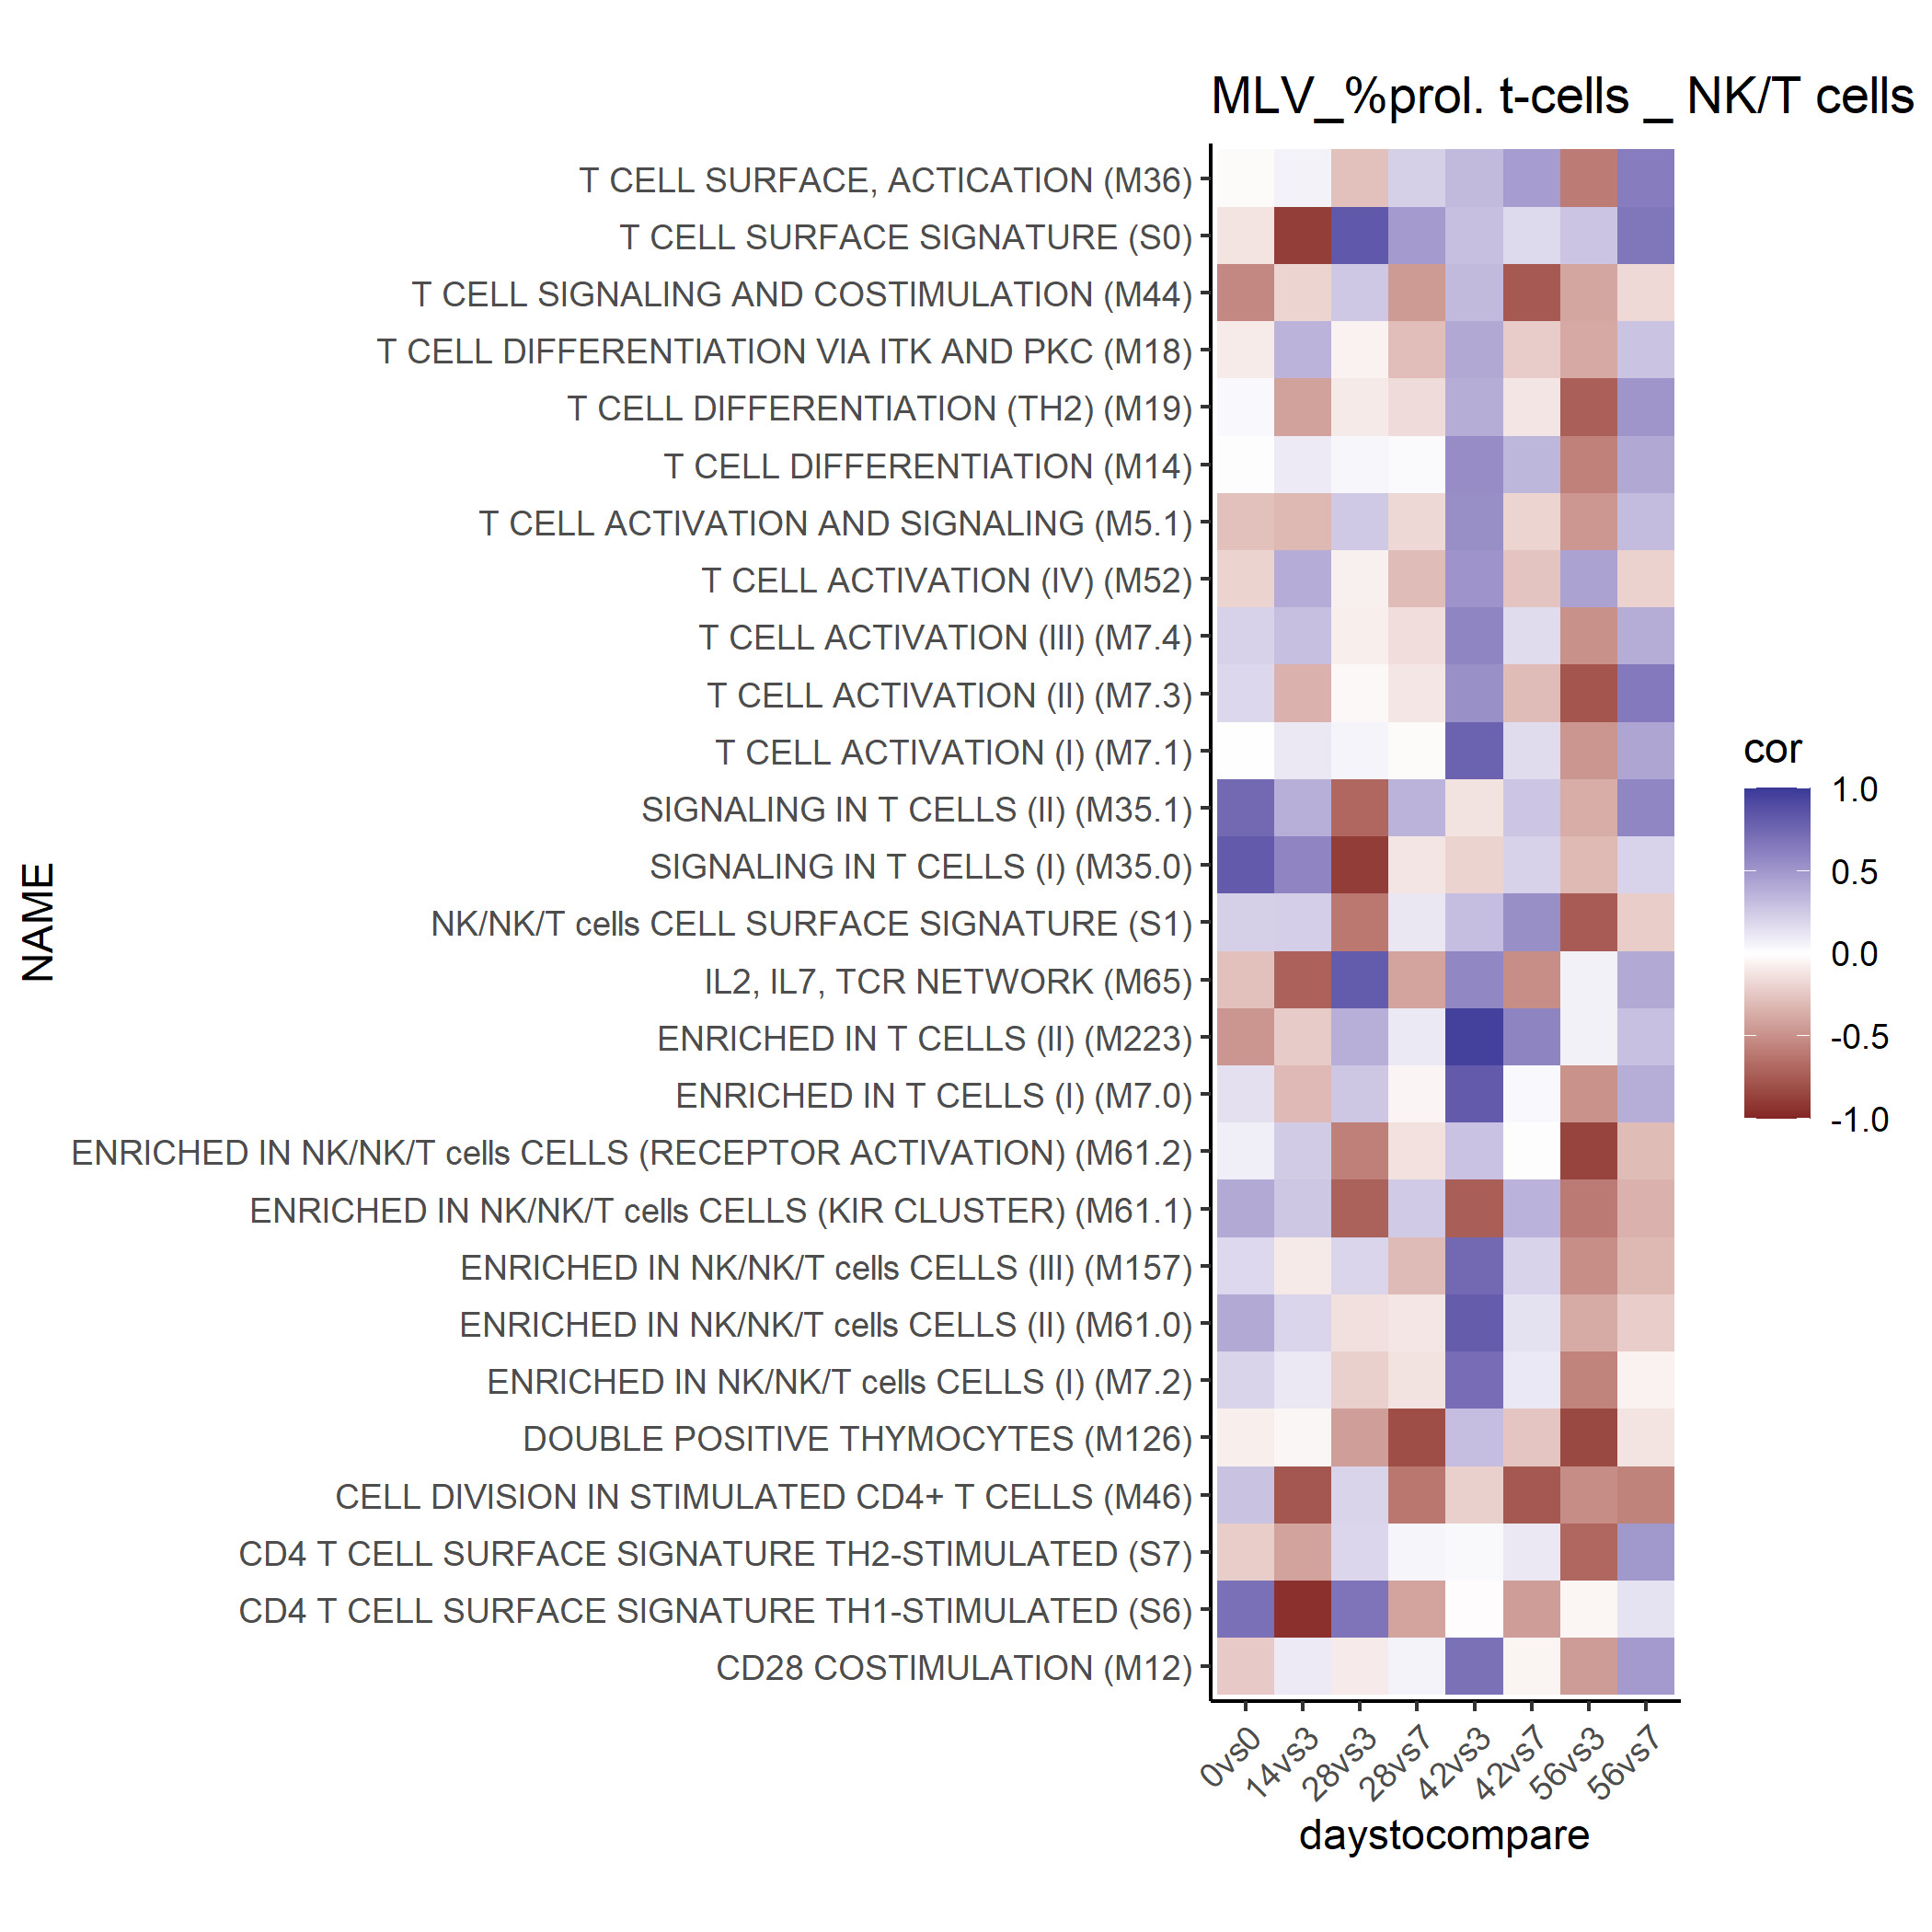 MLV_%prol. t-cells _ NK/T cells
T CELL SURFACE, ACTICATION (M36)
T CELL SURFACE SIGNATURE (S0)
T CELL SIGNALING AND COSTIMULATION (M44)
T CELL DIFFERENTIATION VIA ITK AND PKC (M18)
T CELL DIFFERENTIATION (TH2) (M19)
T CELL DIFFERENTIATION (M14)
T CELL ACTIVATION AND SIGNALING (M5.1)
T CELL ACTIVATION (IV) (M52)
T CELL ACTIVATION (III) (M7.4)
T CELL ACTIVATION (II) (M7.3)
T CELL ACTIVATION (I) (M7.1)
SIGNALING IN T CELLS (II) (M35.1)
SIGNALING IN T CELLS (I) (M35.0)
NK/NK/T cells CELL SURFACE SIGNATURE (S1)
IL2, IL7, TCR NETWORK (M65)
ENRICHED IN T CELLS (II) (M223)
ENRICHED IN T CELLS (I) (M7.0)
ENRICHED IN NK/NK/T cells CELLS (RECEPTOR ACTIVATION) (M61.2)
ENRICHED IN NK/NK/T cells CELLS (KIR CLUSTER) (M61.1)
ENRICHED IN NK/NK/T cells CELLS (III) (M157)
ENRICHED IN NK/NK/T cells CELLS (II) (M61.0)
ENRICHED IN NK/NK/T cells CELLS (I) (M7.2)
DOUBLE POSITIVE THYMOCYTES (M126)
CELL DIVISION IN STIMULATED CD4+ T CELLS (M46)
CD4 T CELL SURFACE SIGNATURE TH2-STIMULATED (S7)
CD4 T CELL SURFACE SIGNATURE TH1-STIMULATED (S6)
CD28 COSTIMULATION (M12)
NAME
0vs0
14vs3
28vs3
28vs7
42vs3
42vs7
56vs3
56vs7
daystocompare
cor
1.0
0.5
0.0
-0.5
-1.0